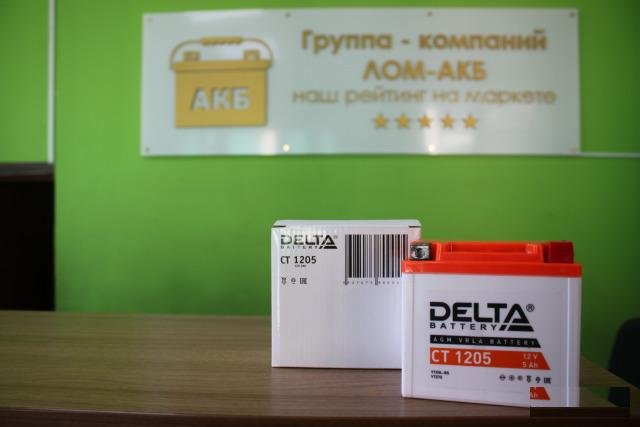 Группа - компаний
ЛОМ-АКБ
наш рейтинг на маркете
АКБ
DELTA
BATTERY
CT 1205
DELTA®
BATTERY
AGM VRLA BATTERY
CT 1205
12 V
5 Ah